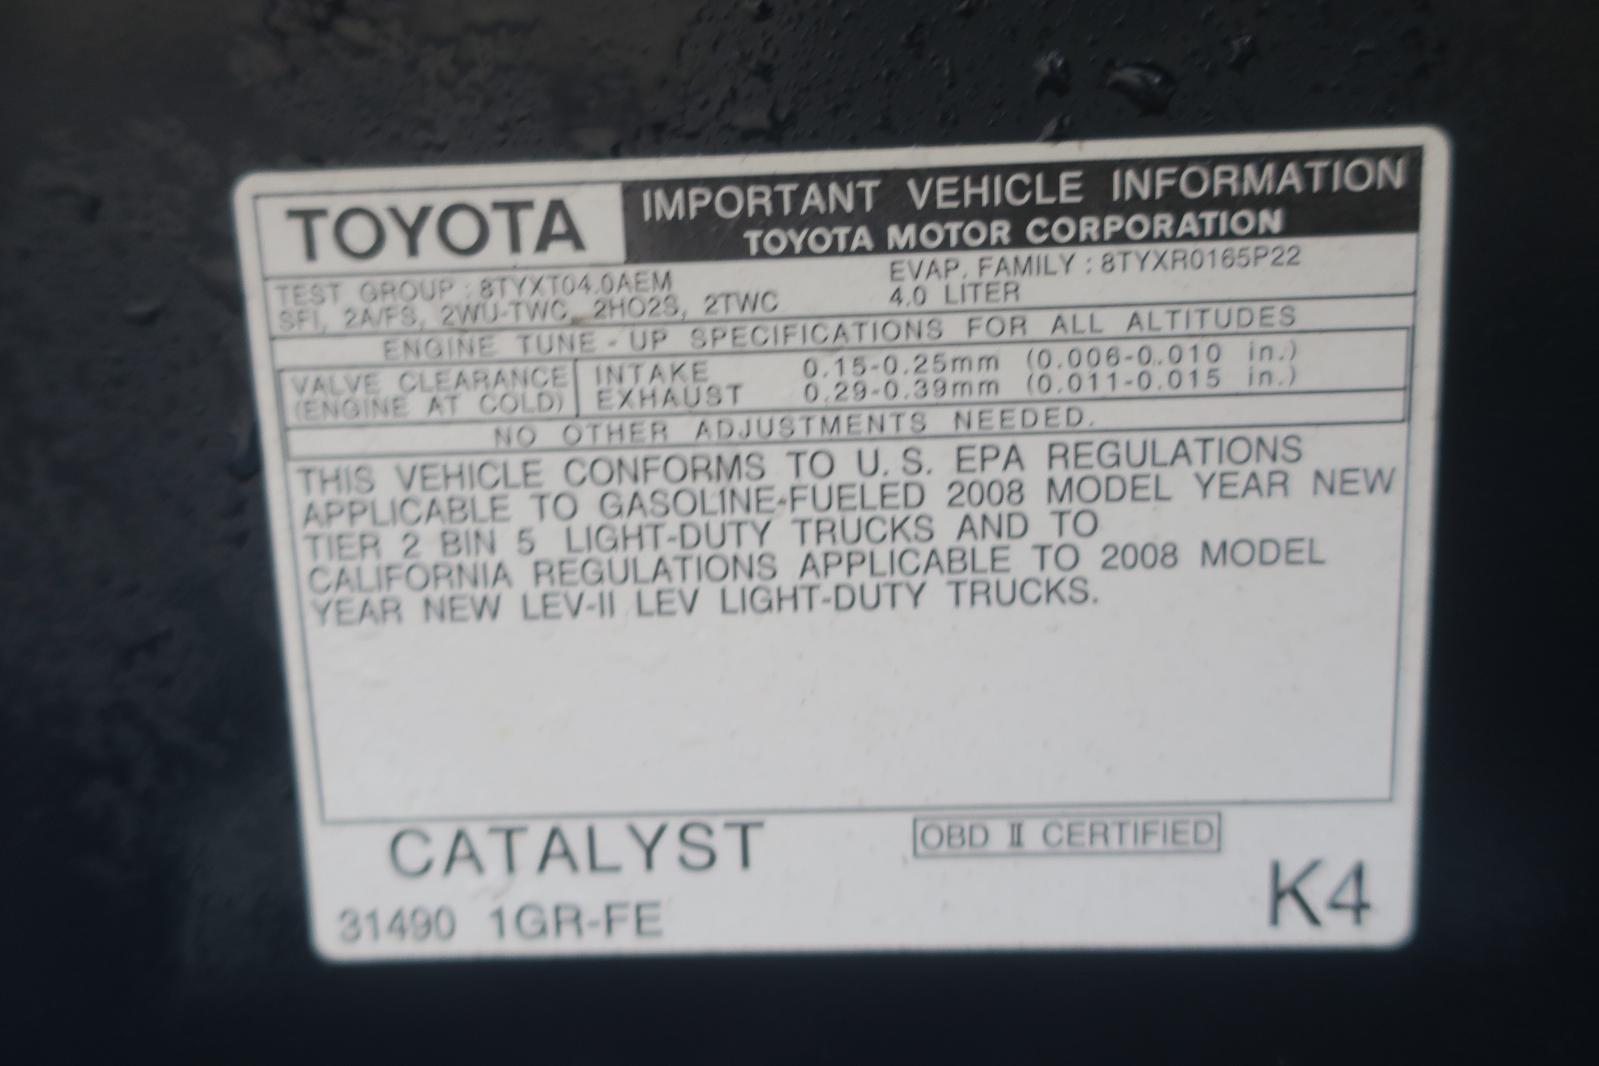 TOYOTA
IMPORTANT VEHICLE INFORMATION
TOYOTA MOTOR CORPORATION
TEST GROUP : 8TYXT04.0AEM EVAP. FAMILY : 8TYXR0165P22
SFI, 2A/FS, 2WU-TWC, 2HO2S, 2TWC 4.0 LITER
ENGINE TUNE-UP SPECIFICATIONS FOR ALL ALTITUDES
VALVE CLEARANCE INTAKE 0.15-0.25mm (0.006-0.010 in.)
(ENGINE AT COLD) EXHAUST 0.29-0.39mm (0.011-0.015 in.)
NO OTHER ADJUSTMENTS NEEDED.
THIS VEHICLE CONFORMS TO U.S. EPA REGULATIONS
APPLICABLE TO GASOLINE-FUELED 2008 MODEL YEAR NEW
TIER 2 BIN 5 LIGHT-DUTY TRUCKS AND TO
CALIFORNIA REGULATIONS APPLICABLE TO 2008 MODEL
YEAR NEW LEV-II LEV LIGHT-DUTY TRUCKS.
CATALYST
OBD II CERTIFIED
31490 1GR-FE
K4